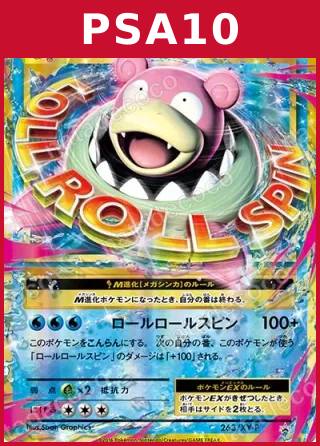 PSA10
ROLL ROLL SPIN
M進化[メガシンカ]のルール
M進化ポケモンになったとき、自分の番は終わる。
ロールロールスピン 100+
このポケモンをこんらんにする。次の自分の番、このポケモンが使う
「ロールロールスピン」のダメージは「+100」される。
弱点 ×2 抵抗力
ポケモンEXのルール
ポケモンEXがきぜつしたとき、
相手はサイドを2枚とる。
263/XY-P